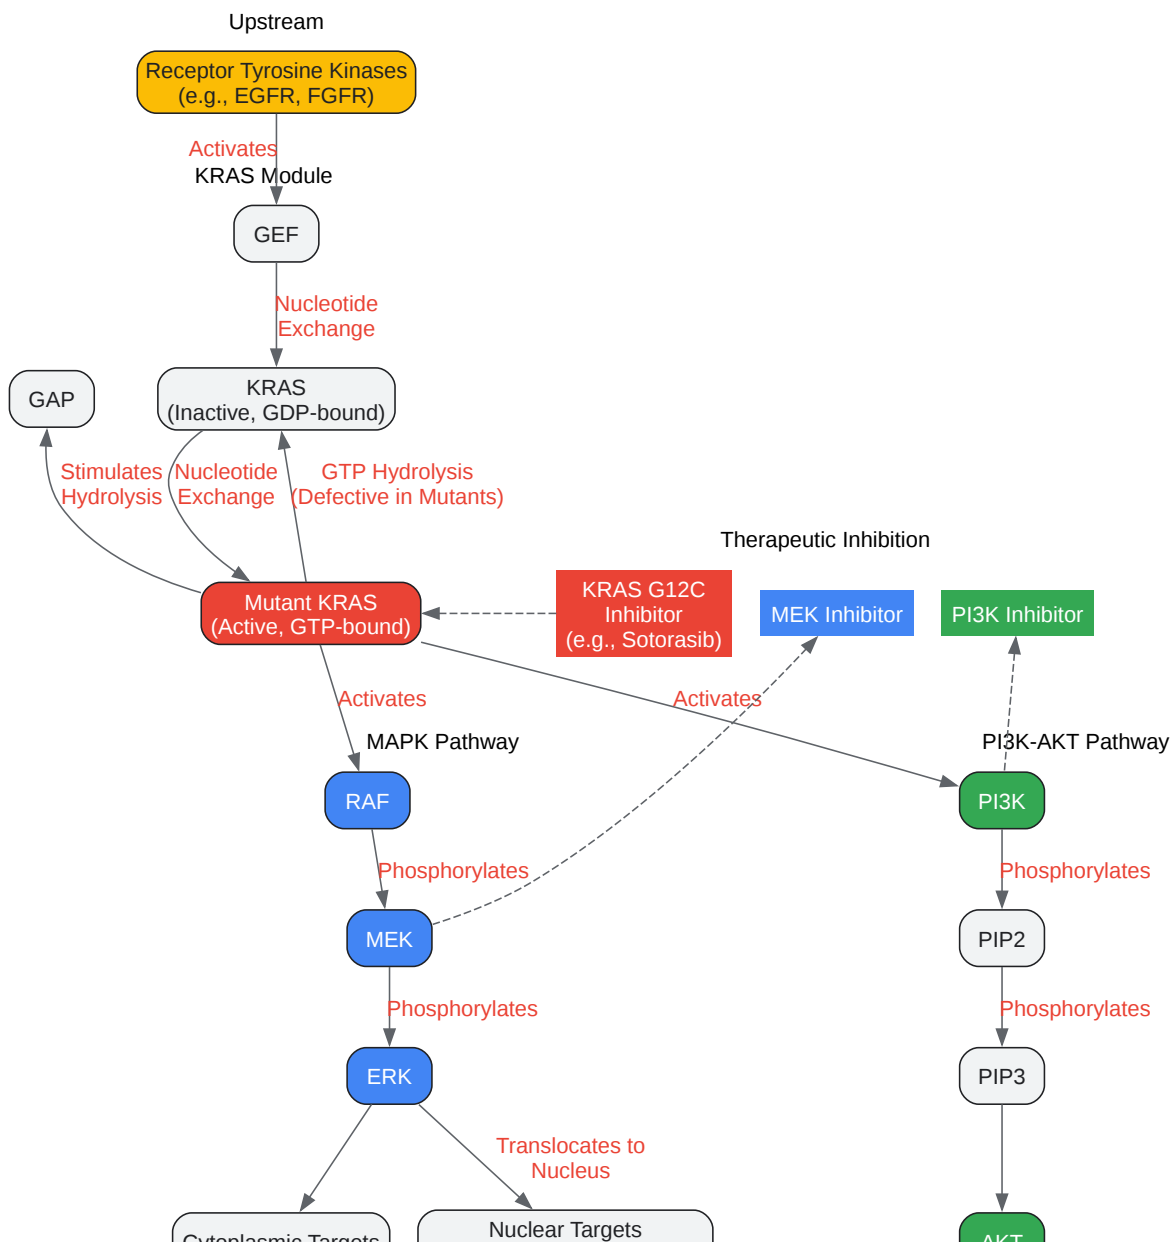 Upstream
Receptor Tyrosine Kinases
(e.g., EGFR, FGFR)
Activates
KRAS Module
GEF
Nucleotide
Exchange
GAP
KRAS
(Inactive, GDP-bound)
Stimulates
Hydrolysis
Nucleotide
Exchange
GTP Hydrolysis
(Defective in Mutants)
Therapeutic Inhibition
Mutant KRAS
(Active, GTP-bound)
KRAS G12C
Inhibitor
(e.g., Sotorasib)
MEK Inhibitor
PI3K Inhibitor
Activates
Activates
MAPK Pathway
PI3K-AKT Pathway
RAF
PI3K
Phosphorylates
Phosphorylates
MEK
PIP2
Phosphorylates
Phosphorylates
ERK
PIP3
Translocates to
Nucleus
Cytoplasmic Targets
Nuclear Targets
AKT